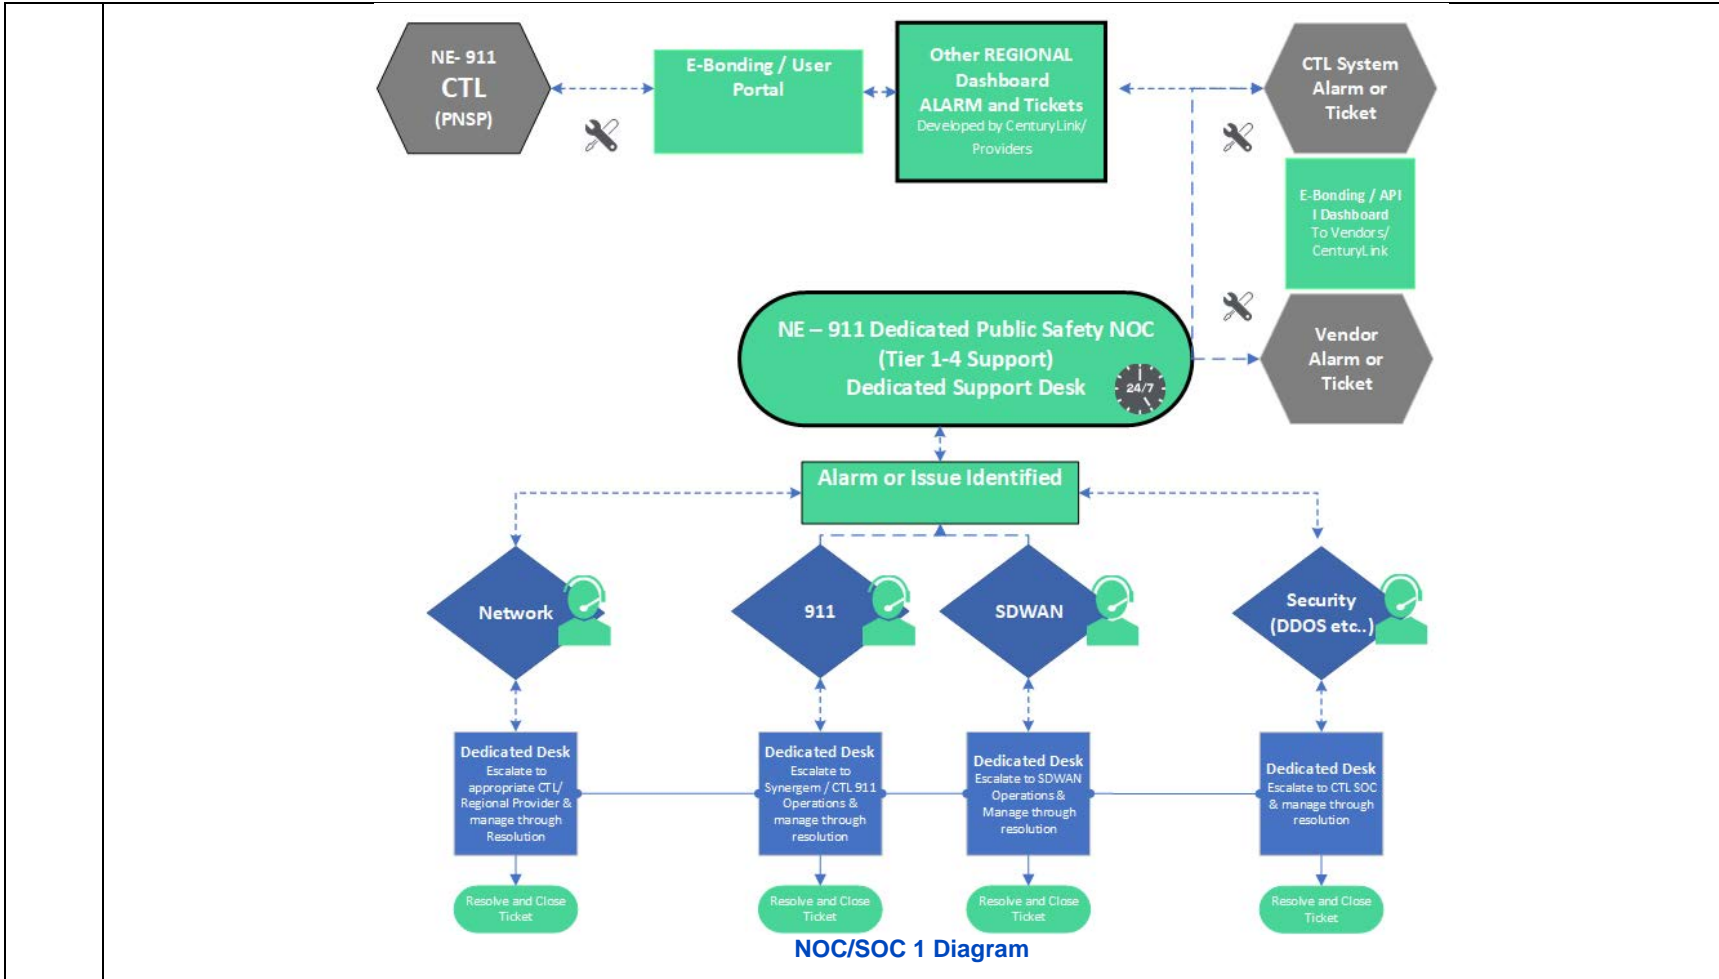 NE- 911
CTL
(PNSP)
E-Bonding / User
Portal
Other REGIONAL
Dashboard
ALARM and Tickets
Developed by CenturyLink/
Providers
CTL System
Alarm or
Ticket
E-Bonding / API
I Dashboard
To Vendors/
CenturyLink
NE – 911 Dedicated Public Safety NOC
(Tier 1-4 Support)
Dedicated Support Desk
24/7
Vendor
Alarm or
Ticket
Alarm or Issue Identified
Network
911
SDWAN
Security
(DDOS etc..)
Dedicated Desk
Escalate to
appropriate CTL/
Regional Provider &
manage through
Resolution
Dedicated Desk
Escalate to
Synergem / CTL 911
Operations &
manage through
resolution
Dedicated Desk
Escalate to SDWAN
Operations &
Manage through
resolution
Dedicated Desk
Escalate to CTL SOC
& manage through
resolution
Resolve and Close
Ticket
Resolve and Close
Ticket
Resolve and Close
Ticket
Resolve and Close
Ticket
NOC/SOC 1 Diagram